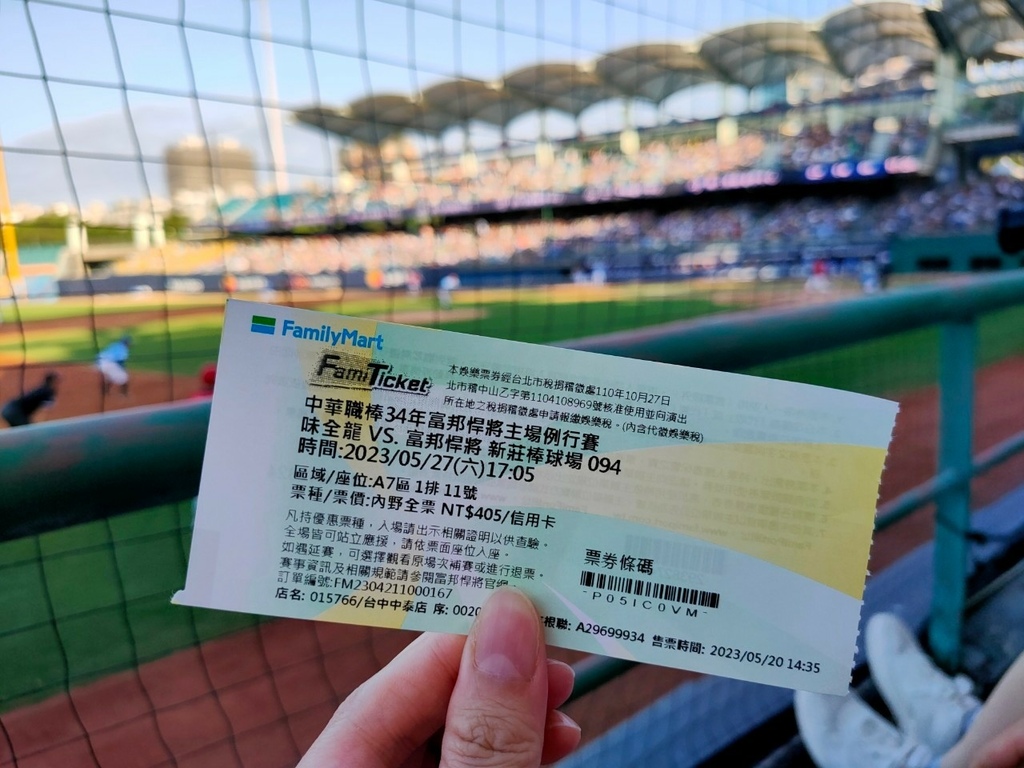 FamilyMart
FamiTicket
本娛樂票券經台北市稅捐稽徵處110年10月27日
北市稽中山乙字第1104108969號核准使用並向演出
所在地之稅捐稽徵處申請報繳娛樂稅。(內含代徵娛樂稅)
中華職棒34年富邦悍將主場例行賽
味全龍 VS. 富邦悍將 新莊棒球場 094
時間:2023/05/27(六)17:05
區域/座位:A7區 1排 11號
票種/票價:內野全票 NT$405/信用卡
凡持優惠票種，入場請出示相關證明以供查驗。
全場皆可站立應援，請依票面座位入座。
如遇延賽，可選擇觀看原場次補賽或進行退票。
賽事資訊及相關規範請參閱富邦悍將官網。
訂單編號:FM2304211000167
票券條碼
-P05IC0VM-
店名: 015766/台中中泰店 序: 0020 根聯: A29699934 售票時間: 2023/05/20 14:35